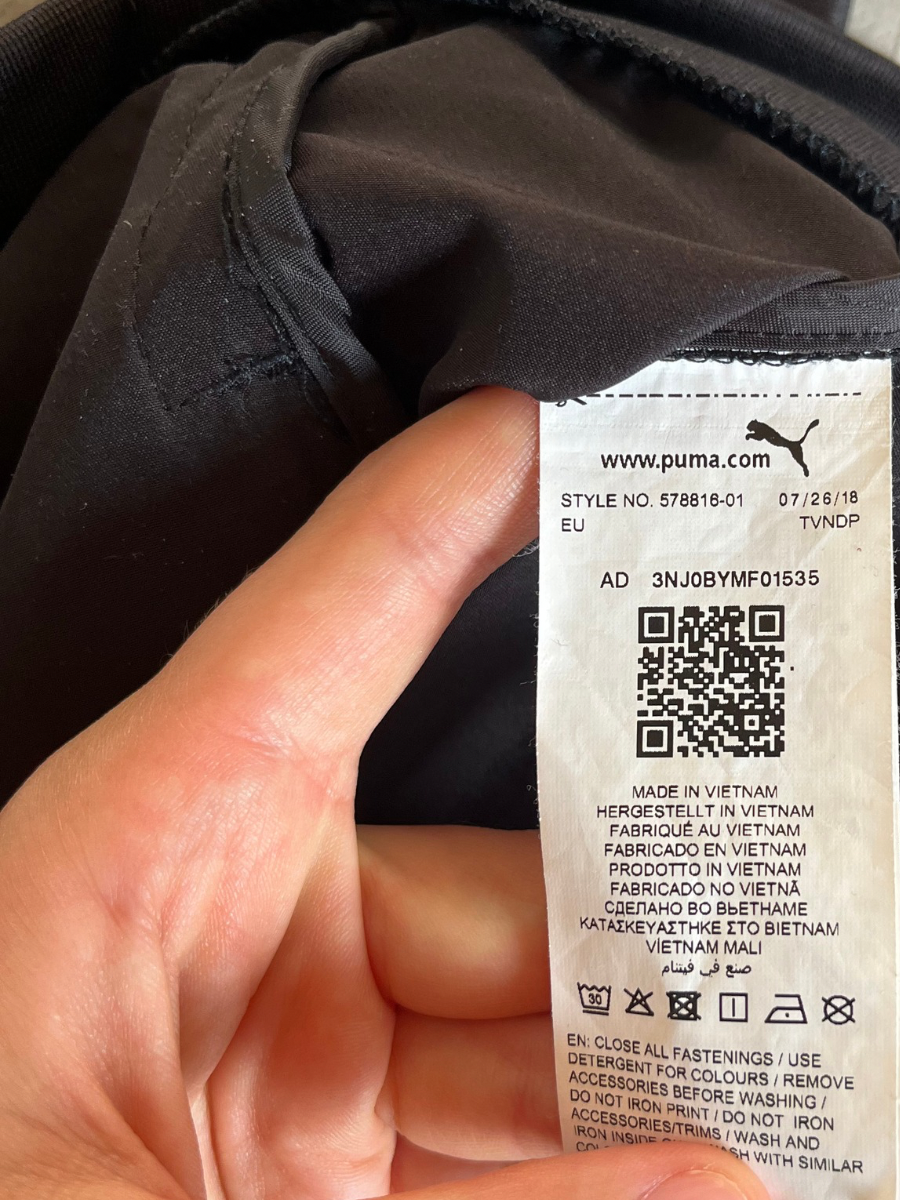 www.puma.com
STYLE NO. 578816-01 07/26/18
EU TVNDP
AD 3NJ0BYMF01535
MADE IN VIETNAM
HERGESTELLT IN VIETNAM
FABRIQUÉ AU VIETNAM
FABRICADO EN VIETNAM
PRODOTTO IN VIETNAM
FABRICADO NO VIETNÃ
СДЕЛАНО ВО ВЬЕТНАМЕ
ΚΑΤΑΣΚΕΥΑΣΤΗΚΕ ΣΤΟ ΒΙΕΤΝΑΜ
VİETNAM MALI
صنع في فيتنام
30
EN: CLOSE ALL FASTENINGS / USE
DETERGENT FOR COLOURS / REMOVE
ACCESSORIES BEFORE WASHING /
DO NOT IRON PRINT / DO NOT IRON
ACCESSORIES/TRIMS / WASH AND
IRON INSIDE
WITH SIMILAR